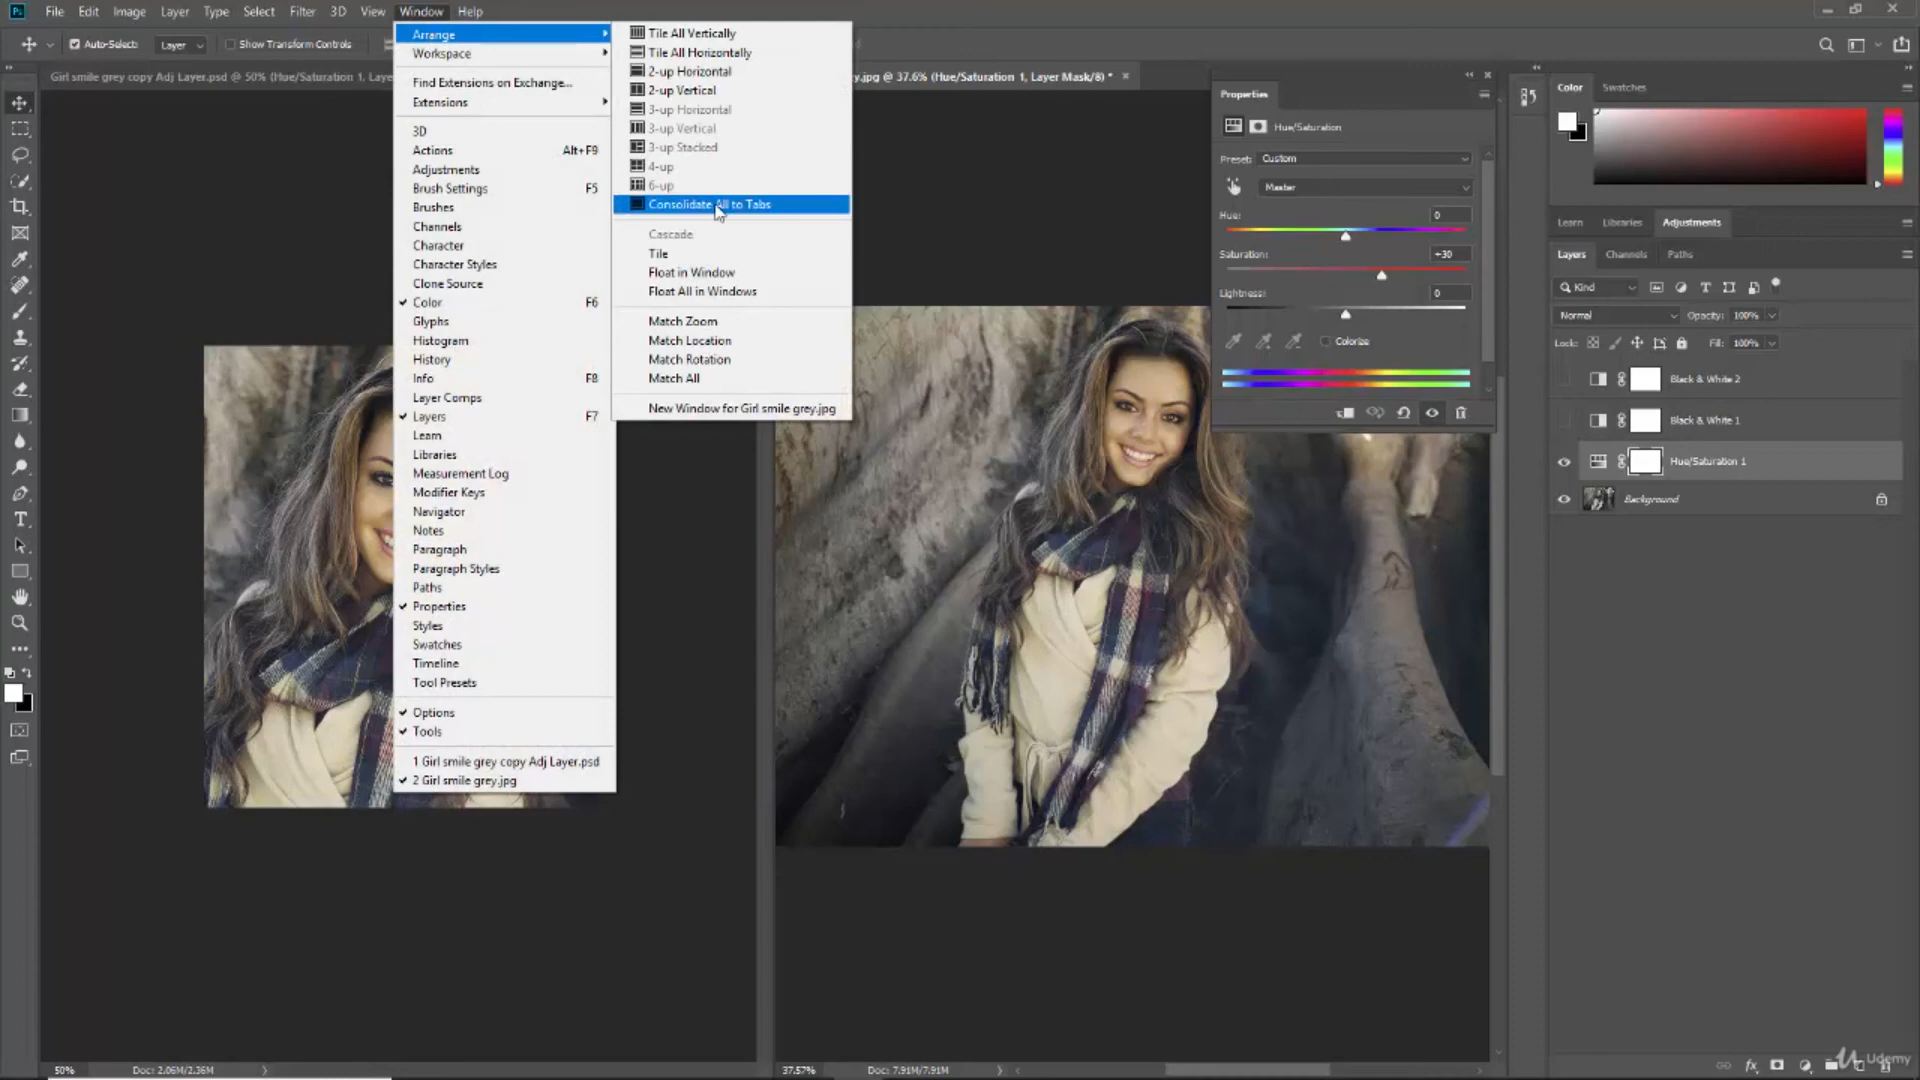 Ps File Edit Image Layer Type Select Filter 3D View Window Help
Auto-Select: Layer Show Transform Controls
Girl smile grey copy Adj Layer.psd @ 50% (Hue/Saturation 1, Laye
y.jpg @ 37.6% (Hue/Saturation 1, Layer Mask/8) *
Arrange
Workspace
Find Extensions on Exchange...
Extensions
3D
Actions Alt+F9
Adjustments
Brush Settings F5
Brushes
Channels
Character
Character Styles
Clone Source
Color F6
Glyphs
Histogram
History
Info F8
Layer Comps
Layers F7
Learn
Libraries
Measurement Log
Modifier Keys
Navigator
Notes
Paragraph
Paragraph Styles
Paths
Properties
Styles
Swatches
Timeline
Tool Presets
Options
Tools
1 Girl smile grey copy Adj Layer.psd
2 Girl smile grey.jpg
Tile All Vertically
Tile All Horizontally
2-up Horizontal
2-up Vertical
3-up Horizontal
3-up Vertical
3-up Stacked
4-up
6-up
Consolidate All to Tabs
Cascade
Tile
Float in Window
Float All in Windows
Match Zoom
Match Location
Match Rotation
Match All
New Window for Girl smile grey.jpg
Properties
Hue/Saturation
Preset: Custom
Master
Hue: 0
Saturation: +30
Lightness: 0
Colorize
Color Swatches
Learn Libraries Adjustments
Layers Channels Paths
Kind
Normal Opacity: 100%
Lock: Fill: 100%
Black & White 2
Black & White 1
Hue/Saturation 1
Background
50% Doc: 2.06M/2.36M
37.57% Doc: 7.91M/7.91M
Udemy